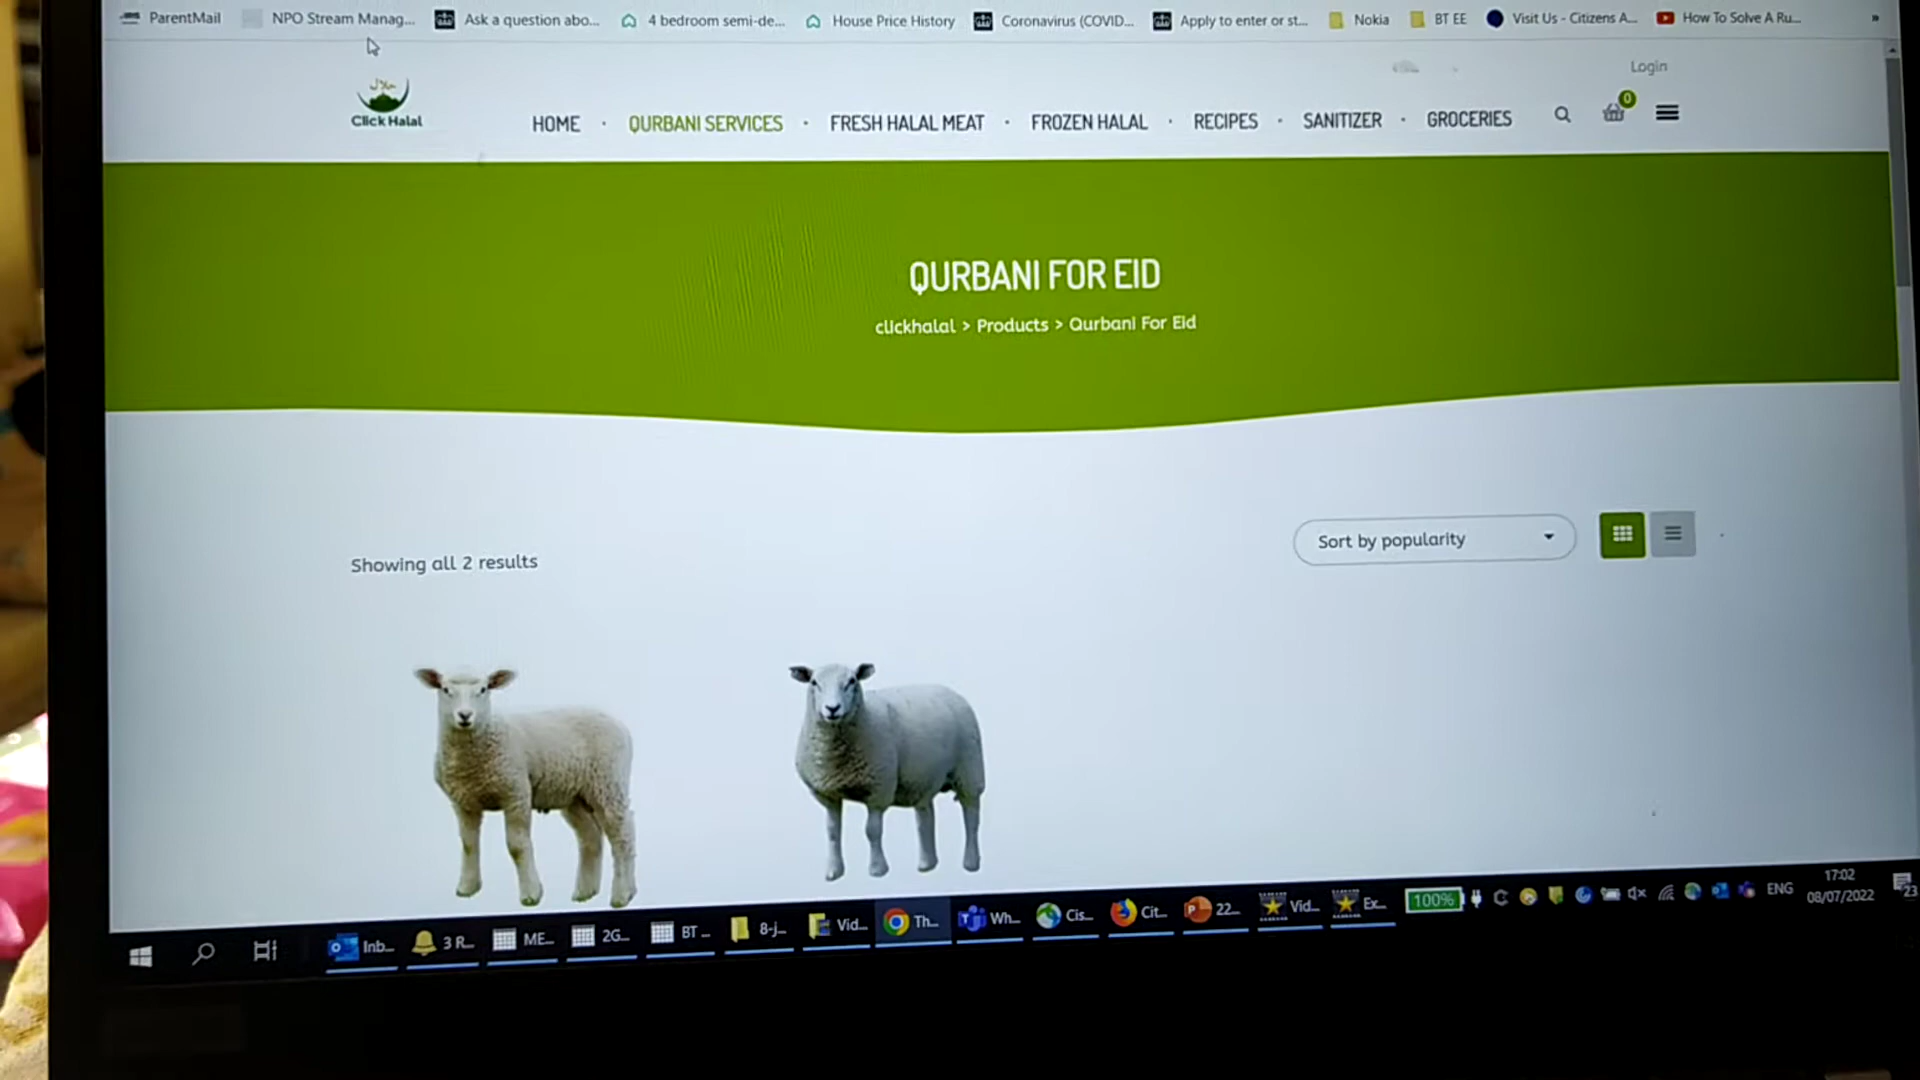 ParentMail NPO Stream Manag... Ask a question abo... 4 bedroom semi-de... House Price History Coronavirus (COVID... Apply to enter or st... Nokia BT EE Visit Us - Citizens A... How To Solve A Ru... »
Login
حلال
Click Halal
HOME · QURBANI SERVICES · FRESH HALAL MEAT · FROZEN HALAL · RECIPES · SANITIZER · GROCERIES 0
QURBANI FOR EID
clickhalal > Products > Qurbani For Eid
Showing all 2 results
Sort by popularity
Inb... 3 R... ME... 2G... BT ... 8-j... Vid... Th... Wh... Cis... Cit... 22... Vid... Ex... 100% ENG 17:02
08/07/2022 23